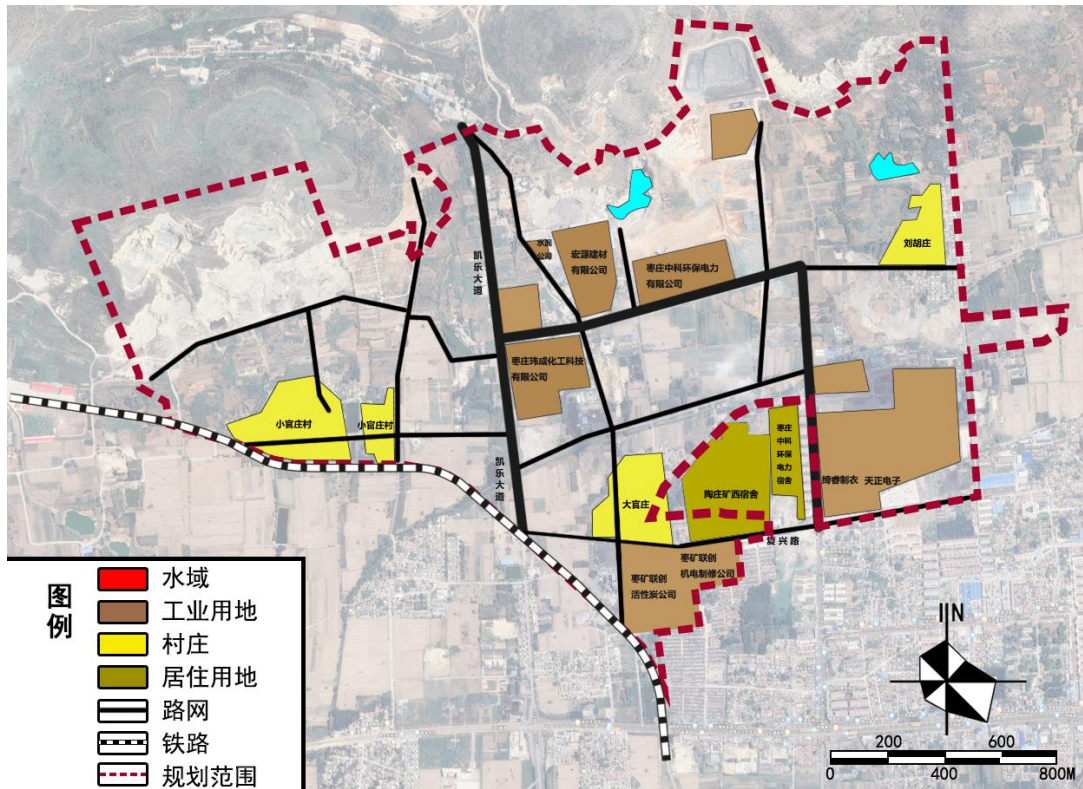 水泥
公司
宏源建材
有限公司
枣庄中科环保电力
有限公司
刘胡庄
凯乐大道
枣庄玮成化工科技
有限公司
小官庄村
小官庄村
凯乐大道
大官庄
陶庄矿西宿舍
枣庄
中科
环保
电力
宿舍
绮睿制衣 天正电子
复兴路
枣矿联创
机电制修公司
枣矿联创
活性炭公司
图例
水域
工业用地
村庄
居住用地
路网
铁路
规划范围
N
200 600
0 400 800M